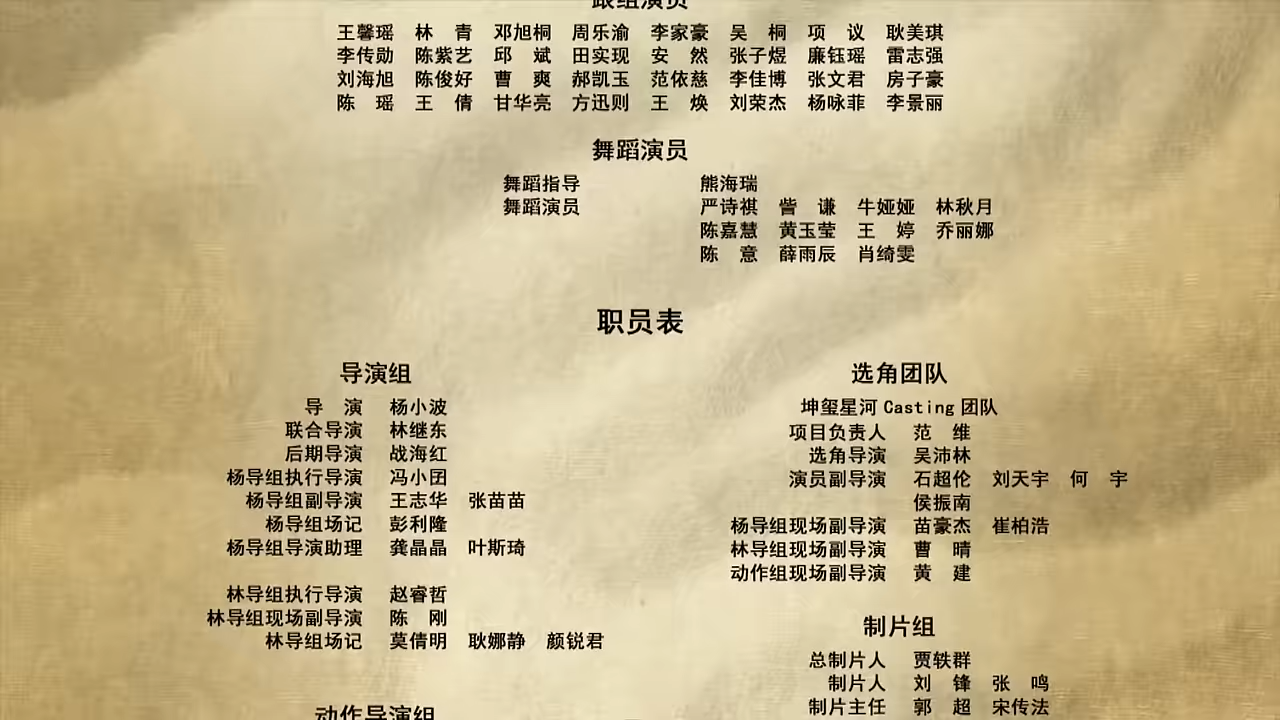 跟组演员
王馨瑶 林 青 邓旭桐 周乐渝 李家豪 吴 桐 项 议 耿美琪
李传勋 陈紫艺 邱 斌 田实现 安 然 张子煜 廉钰瑶 雷志强
刘海旭 陈俊好 曹 爽 郝凯玉 范依慈 李佳博 张文君 房子豪
陈 瑶 王 倩 甘华亮 方迅则 王 焕 刘荣杰 杨咏菲 李景丽
舞蹈演员
舞蹈指导 熊海瑞
舞蹈演员 严诗祺 訾 谦 牛娅娅 林秋月
陈嘉慧 黄玉莹 王 婷 乔丽娜
陈 意 薛雨辰 肖绮雯
职员表
导演组
导 演 杨小波
联合导演 林继东
后期导演 战海红
杨导组执行导演 冯小团
杨导组副导演 王志华 张苗苗
杨导组场记 彭利隆
杨导组导演助理 龚晶晶 叶斯琦
林导组执行导演 赵睿哲
林导组现场副导演 陈 刚
林导组场记 莫倩明 耿娜静 颜锐君
动作导演组
选角团队
坤玺星河 Casting 团队
项目负责人 范 维
选角导演 吴沛林
演员副导演 石超伦 刘天宇 何 宇
侯振南
杨导组现场副导演 苗豪杰 崔柏浩
林导组现场副导演 曹 晴
动作组现场副导演 黄 建
制片组
总制片人 贾轶群
制片人 刘 锋 张 鸣
制片主任 郭 超 宋传法